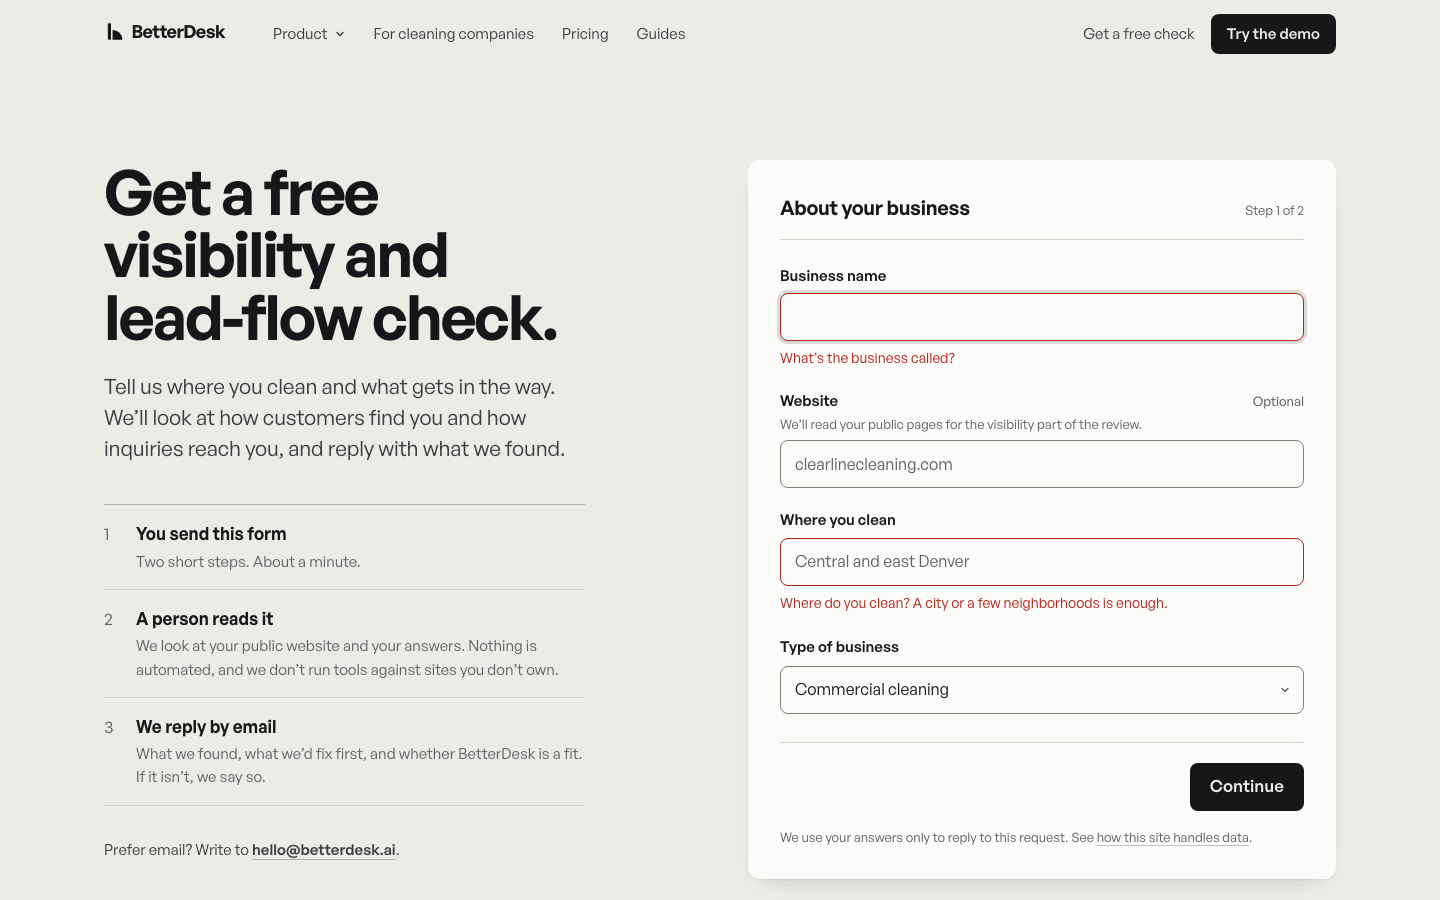 BetterDesk
Product
For cleaning companies
Pricing
Guides
Get a free check
Try the demo
Get a free
visibility and
lead-flow check.
Tell us where you clean and what gets in the way.
We’ll look at how customers find you and how
inquiries reach you, and reply with what we found.
1
You send this form
Two short steps. About a minute.
2
A person reads it
We look at your public website and your answers. Nothing is
automated, and we don’t run tools against sites you don’t own.
3
We reply by email
What we found, what we’d fix first, and whether BetterDesk is a fit.
If it isn’t, we say so.
Prefer email? Write to hello@betterdesk.ai.
About your business
Step 1 of 2
Business name
What’s the business called?
Website
Optional
We’ll read your public pages for the visibility part of the review.
clearlinecleaning.com
Where you clean
Central and east Denver
Where do you clean? A city or a few neighborhoods is enough.
Type of business
Commercial cleaning
Continue
We use your answers only to reply to this request. See how this site handles data.